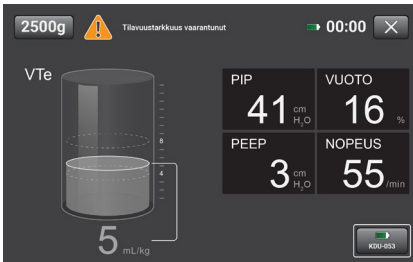 2500g
Tilavuustarkkuus vaarantunut
00:00
VTe
8
4
5 mL/kg
PIP
41 cm H₂O
VUOTO
16 %
PEEP
3 cm H₂O
NOPEUS
55 /min
KDU-053